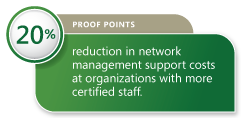 PROOF POINTS
20%
reduction in network
management support costs
at organizations with more
certified staff.